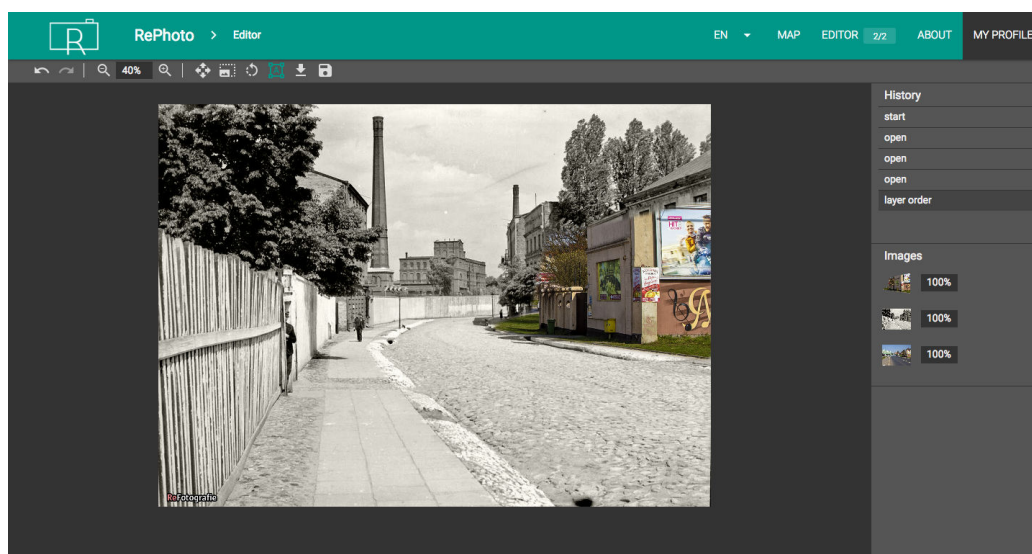 R
RePhoto > Editor
EN
MAP
EDITOR 2/2
ABOUT
MY PROFILE
40%
History
start
open
open
open
layer order
Images
100%
100%
100%
HIT
ReFotografie